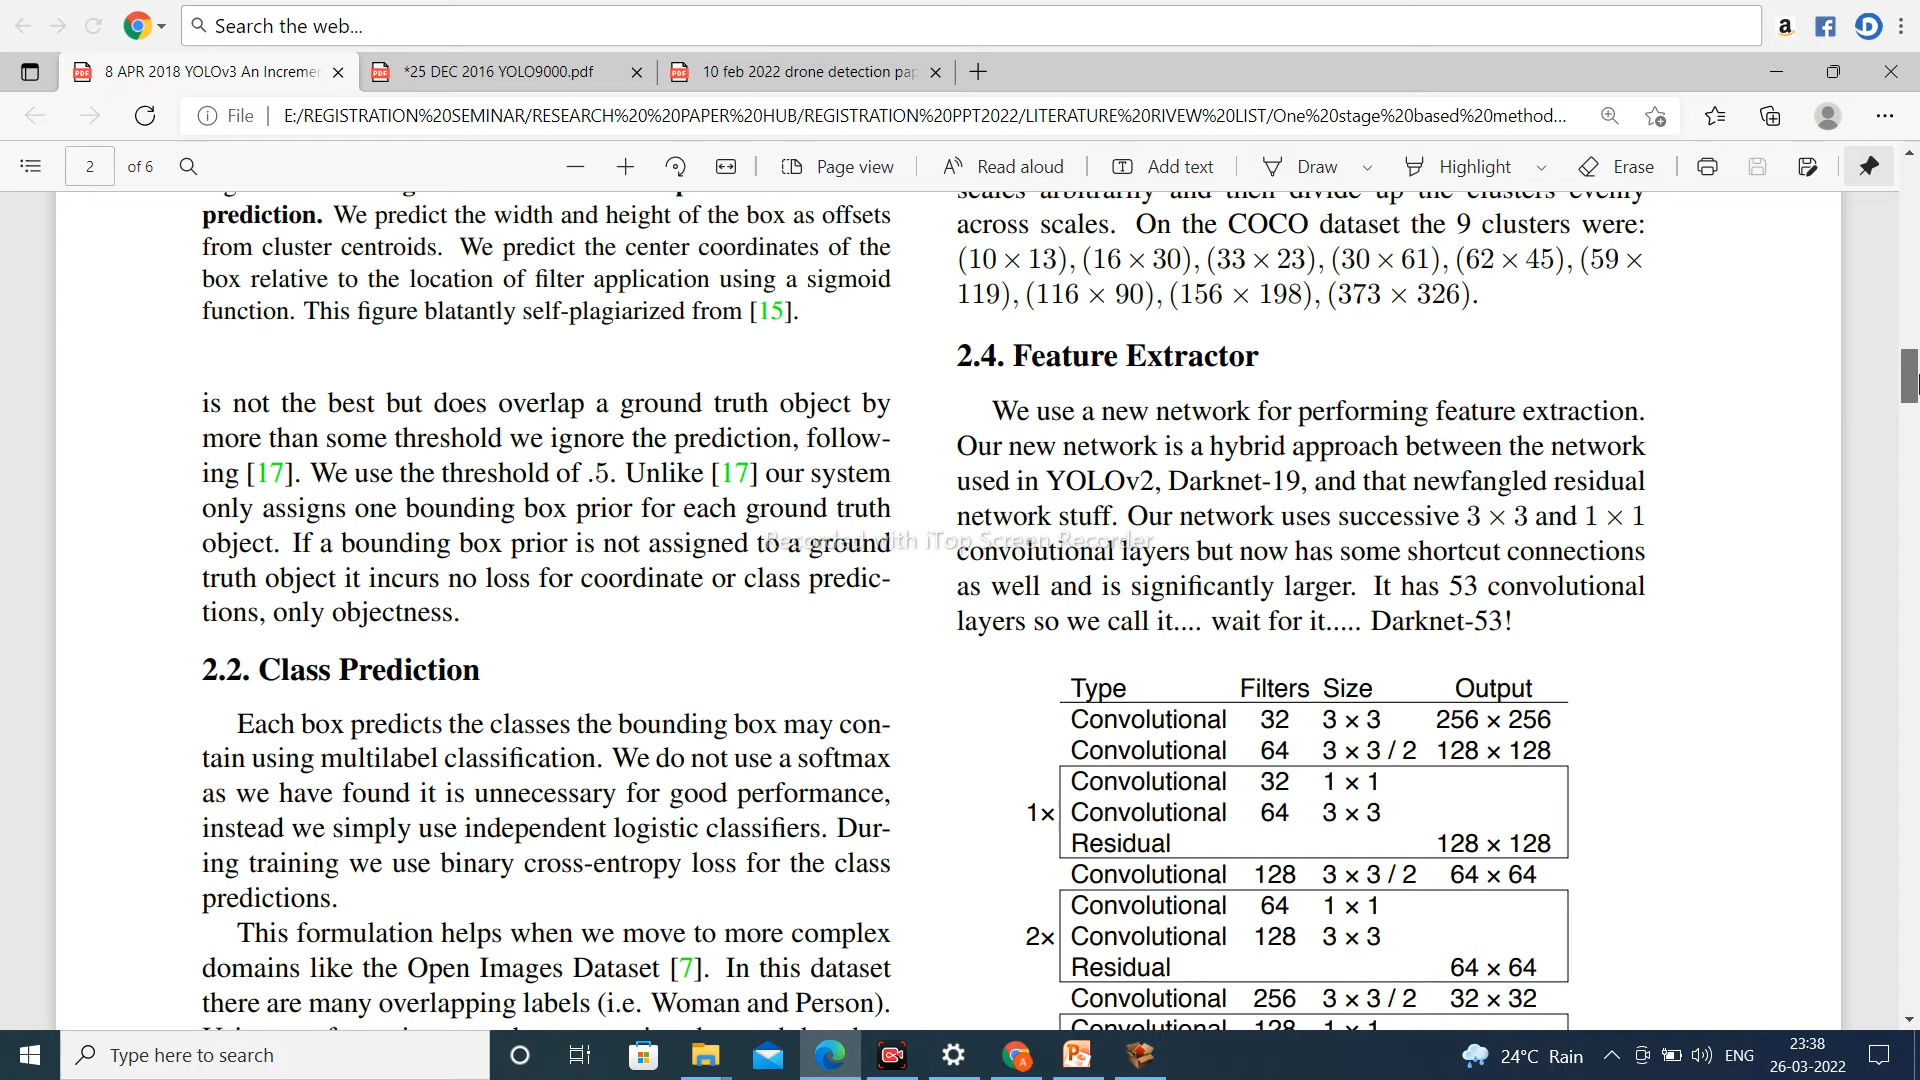 Search the web...
8 APR 2018 YOLOv3 An Increme
*25 DEC 2016 YOLO9000.pdf
10 feb 2022 drone detection pap
File
E:/REGISTRATION%20SEMINAR/RESEARCH%20%20PAPER%20HUB/REGISTRATION%20PPT2022/LITERATURE%20RIVEW%20LIST/One%20stage%20based%20method...
2 of 6
Page view
Read aloud
Add text
Draw
Highlight
Erase
prediction. We predict the width and height of the box as offsets
from cluster centroids. We predict the center coordinates of the
box relative to the location of filter application using a sigmoid
function. This figure blatantly self-plagiarized from [15].
is not the best but does overlap a ground truth object by
more than some threshold we ignore the prediction, follow-
ing [17]. We use the threshold of .5. Unlike [17] our system
only assigns one bounding box prior for each ground truth
object. If a bounding box prior is not assigned to a ground
truth object it incurs no loss for coordinate or class predic-
tions, only objectness.
2.2. Class Prediction
Each box predicts the classes the bounding box may con-
tain using multilabel classification. We do not use a softmax
as we have found it is unnecessary for good performance,
instead we simply use independent logistic classifiers. Dur-
ing training we use binary cross-entropy loss for the class
predictions.
This formulation helps when we move to more complex
domains like the Open Images Dataset [7]. In this dataset
there are many overlapping labels (i.e. Woman and Person).
scales arbitrarily and then divide up the clusters evenly
across scales. On the COCO dataset the 9 clusters were:
(10 × 13), (16 × 30), (33 × 23), (30 × 61), (62 × 45), (59 ×
119), (116 × 90), (156 × 198), (373 × 326).
2.4. Feature Extractor
We use a new network for performing feature extraction.
Our new network is a hybrid approach between the network
used in YOLOv2, Darknet-19, and that newfangled residual
network stuff. Our network uses successive 3 × 3 and 1 × 1
convolutional layers but now has some shortcut connections
as well and is significantly larger. It has 53 convolutional
layers so we call it.... wait for it..... Darknet-53!
Type Filters Size Output
Convolutional 32 3 × 3 256 × 256
Convolutional 64 3 × 3 / 2 128 × 128
Convolutional 32 1 × 1
1× Convolutional 64 3 × 3
Residual 128 × 128
Convolutional 128 3 × 3 / 2 64 × 64
Convolutional 64 1 × 1
2× Convolutional 128 3 × 3
Residual 64 × 64
Convolutional 256 3 × 3 / 2 32 × 32
Convolutional 128 1 × 1
Recorded with iTop Screen Recorder
Type here to search
24°C Rain
ENG
23:38
26-03-2022